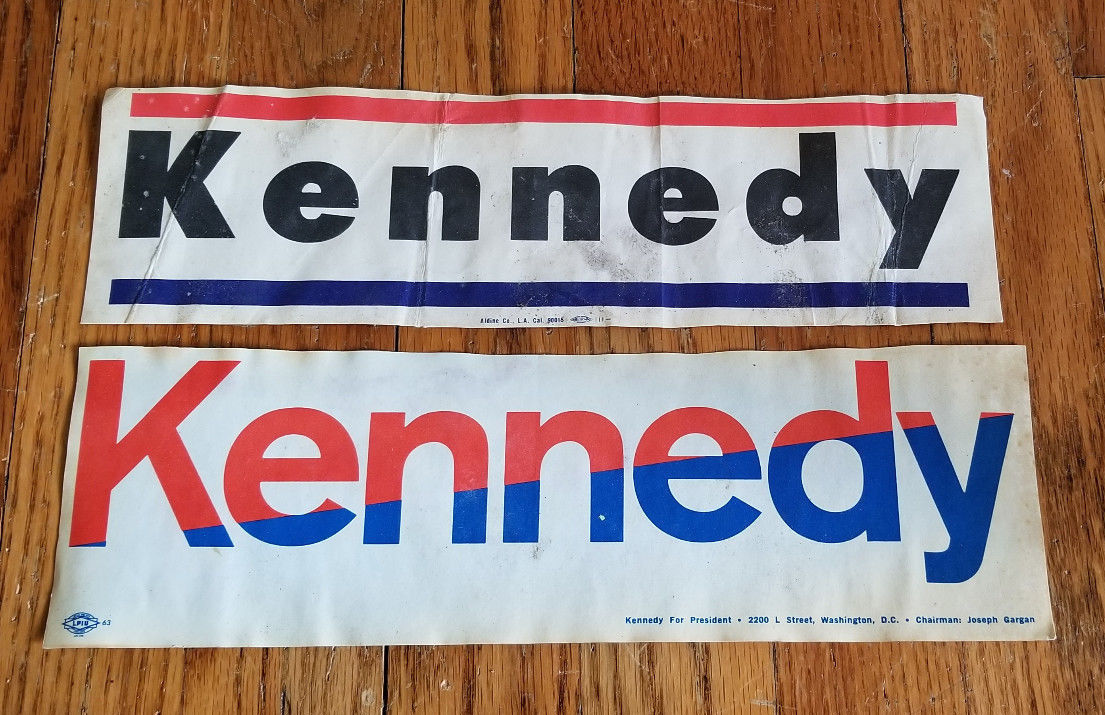 Kennedy
Aldine Co., L.A. Cal. 90015
Kennedy
LPIU 63
Kennedy For President • 2200 L Street, Washington, D.C. • Chairman: Joseph Gargan